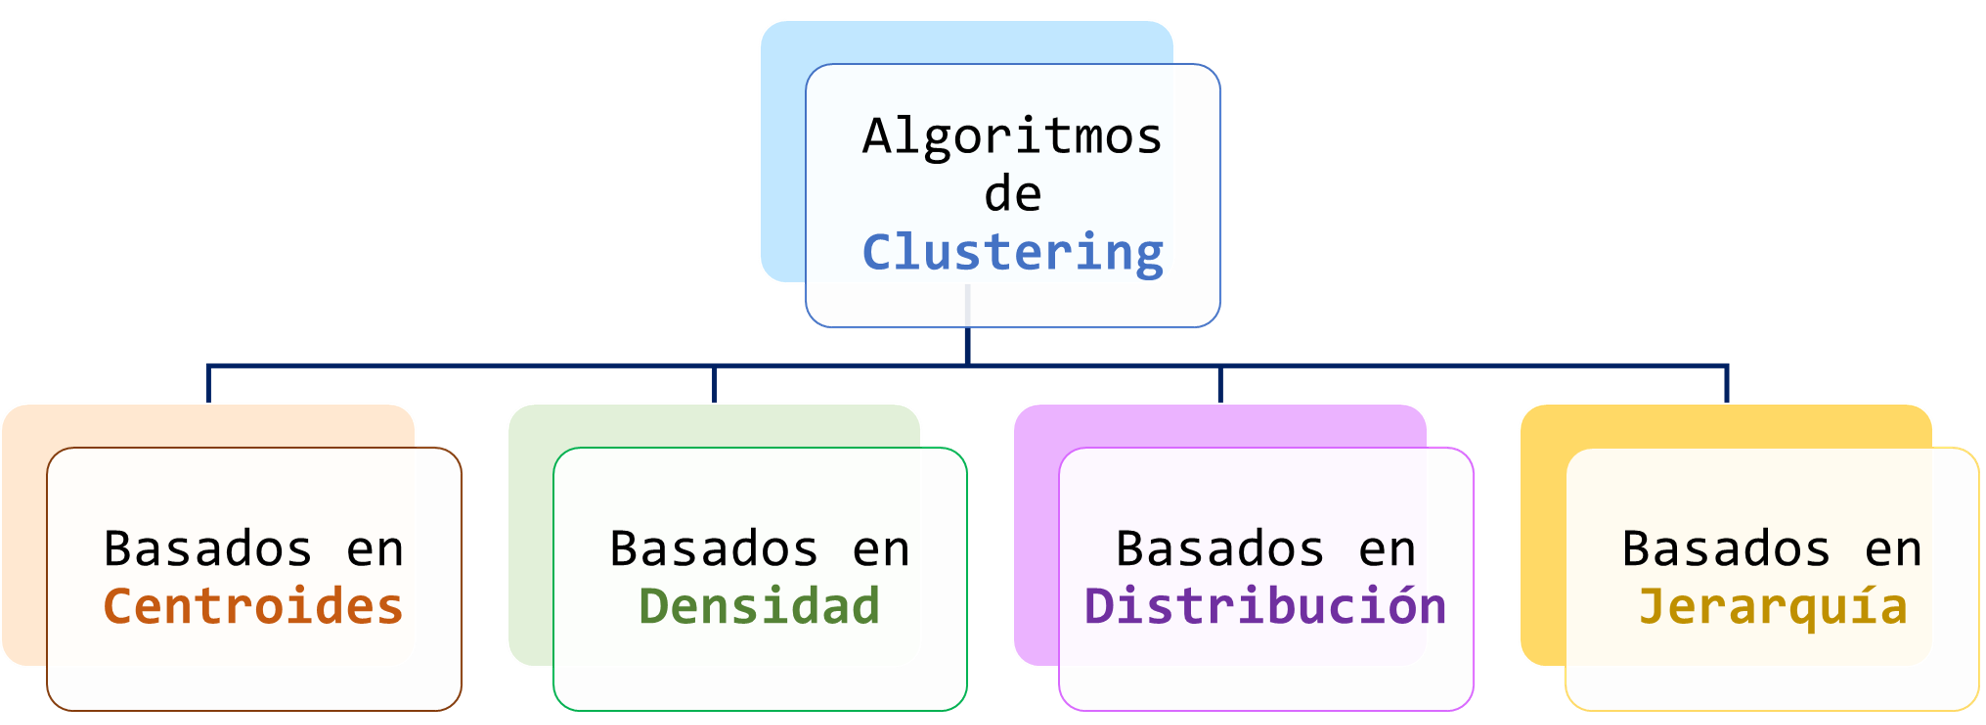 Algoritmos
de
Clustering
Basados en
Centroides
Basados en
Densidad
Basados en
Distribución
Basados en
Jerarquía